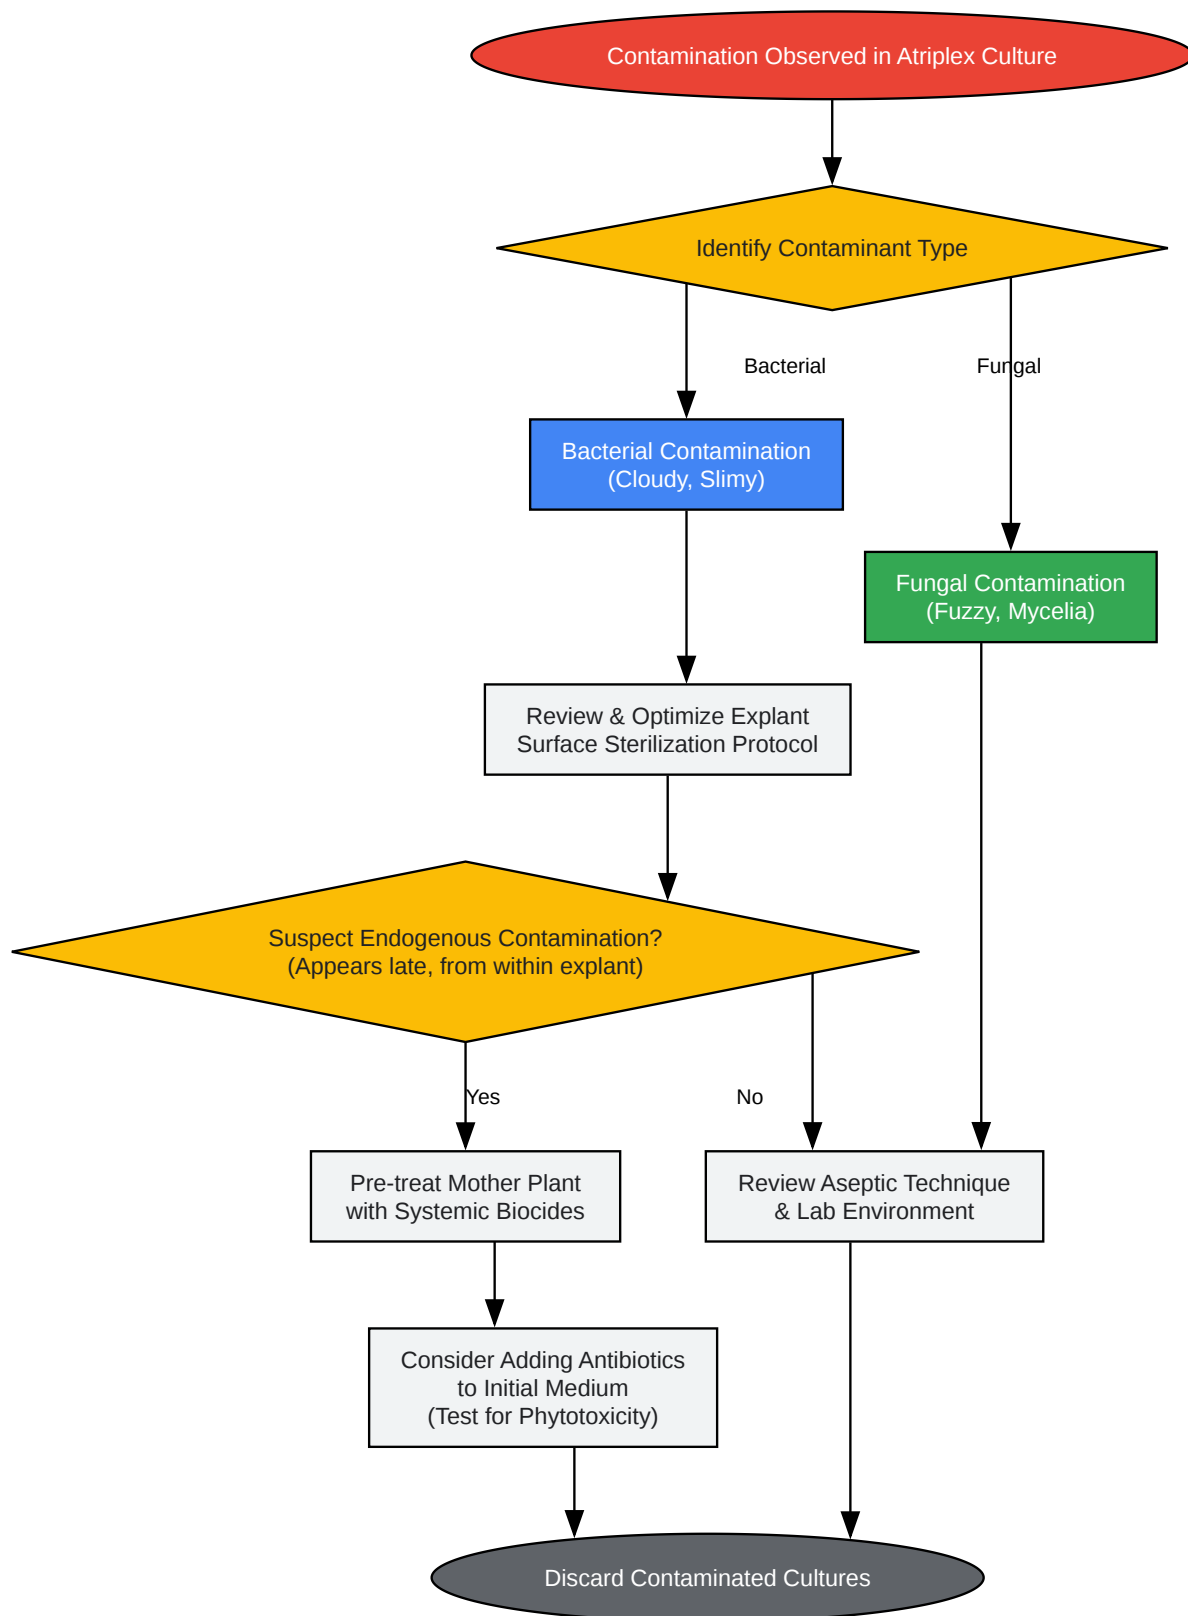 Contamination Observed in Atriplex Culture
Identify Contaminant Type
Bacterial
Fungal
Bacterial Contamination
(Cloudy, Slimy)
Fungal Contamination
(Fuzzy, Mycelia)
Review & Optimize Explant
Surface Sterilization Protocol
Suspect Endogenous Contamination?
(Appears late, from within explant)
Yes
No
Pre-treat Mother Plant
with Systemic Biocides
Review Aseptic Technique
& Lab Environment
Consider Adding Antibiotics
to Initial Medium
(Test for Phytotoxicity)
Discard Contaminated Cultures